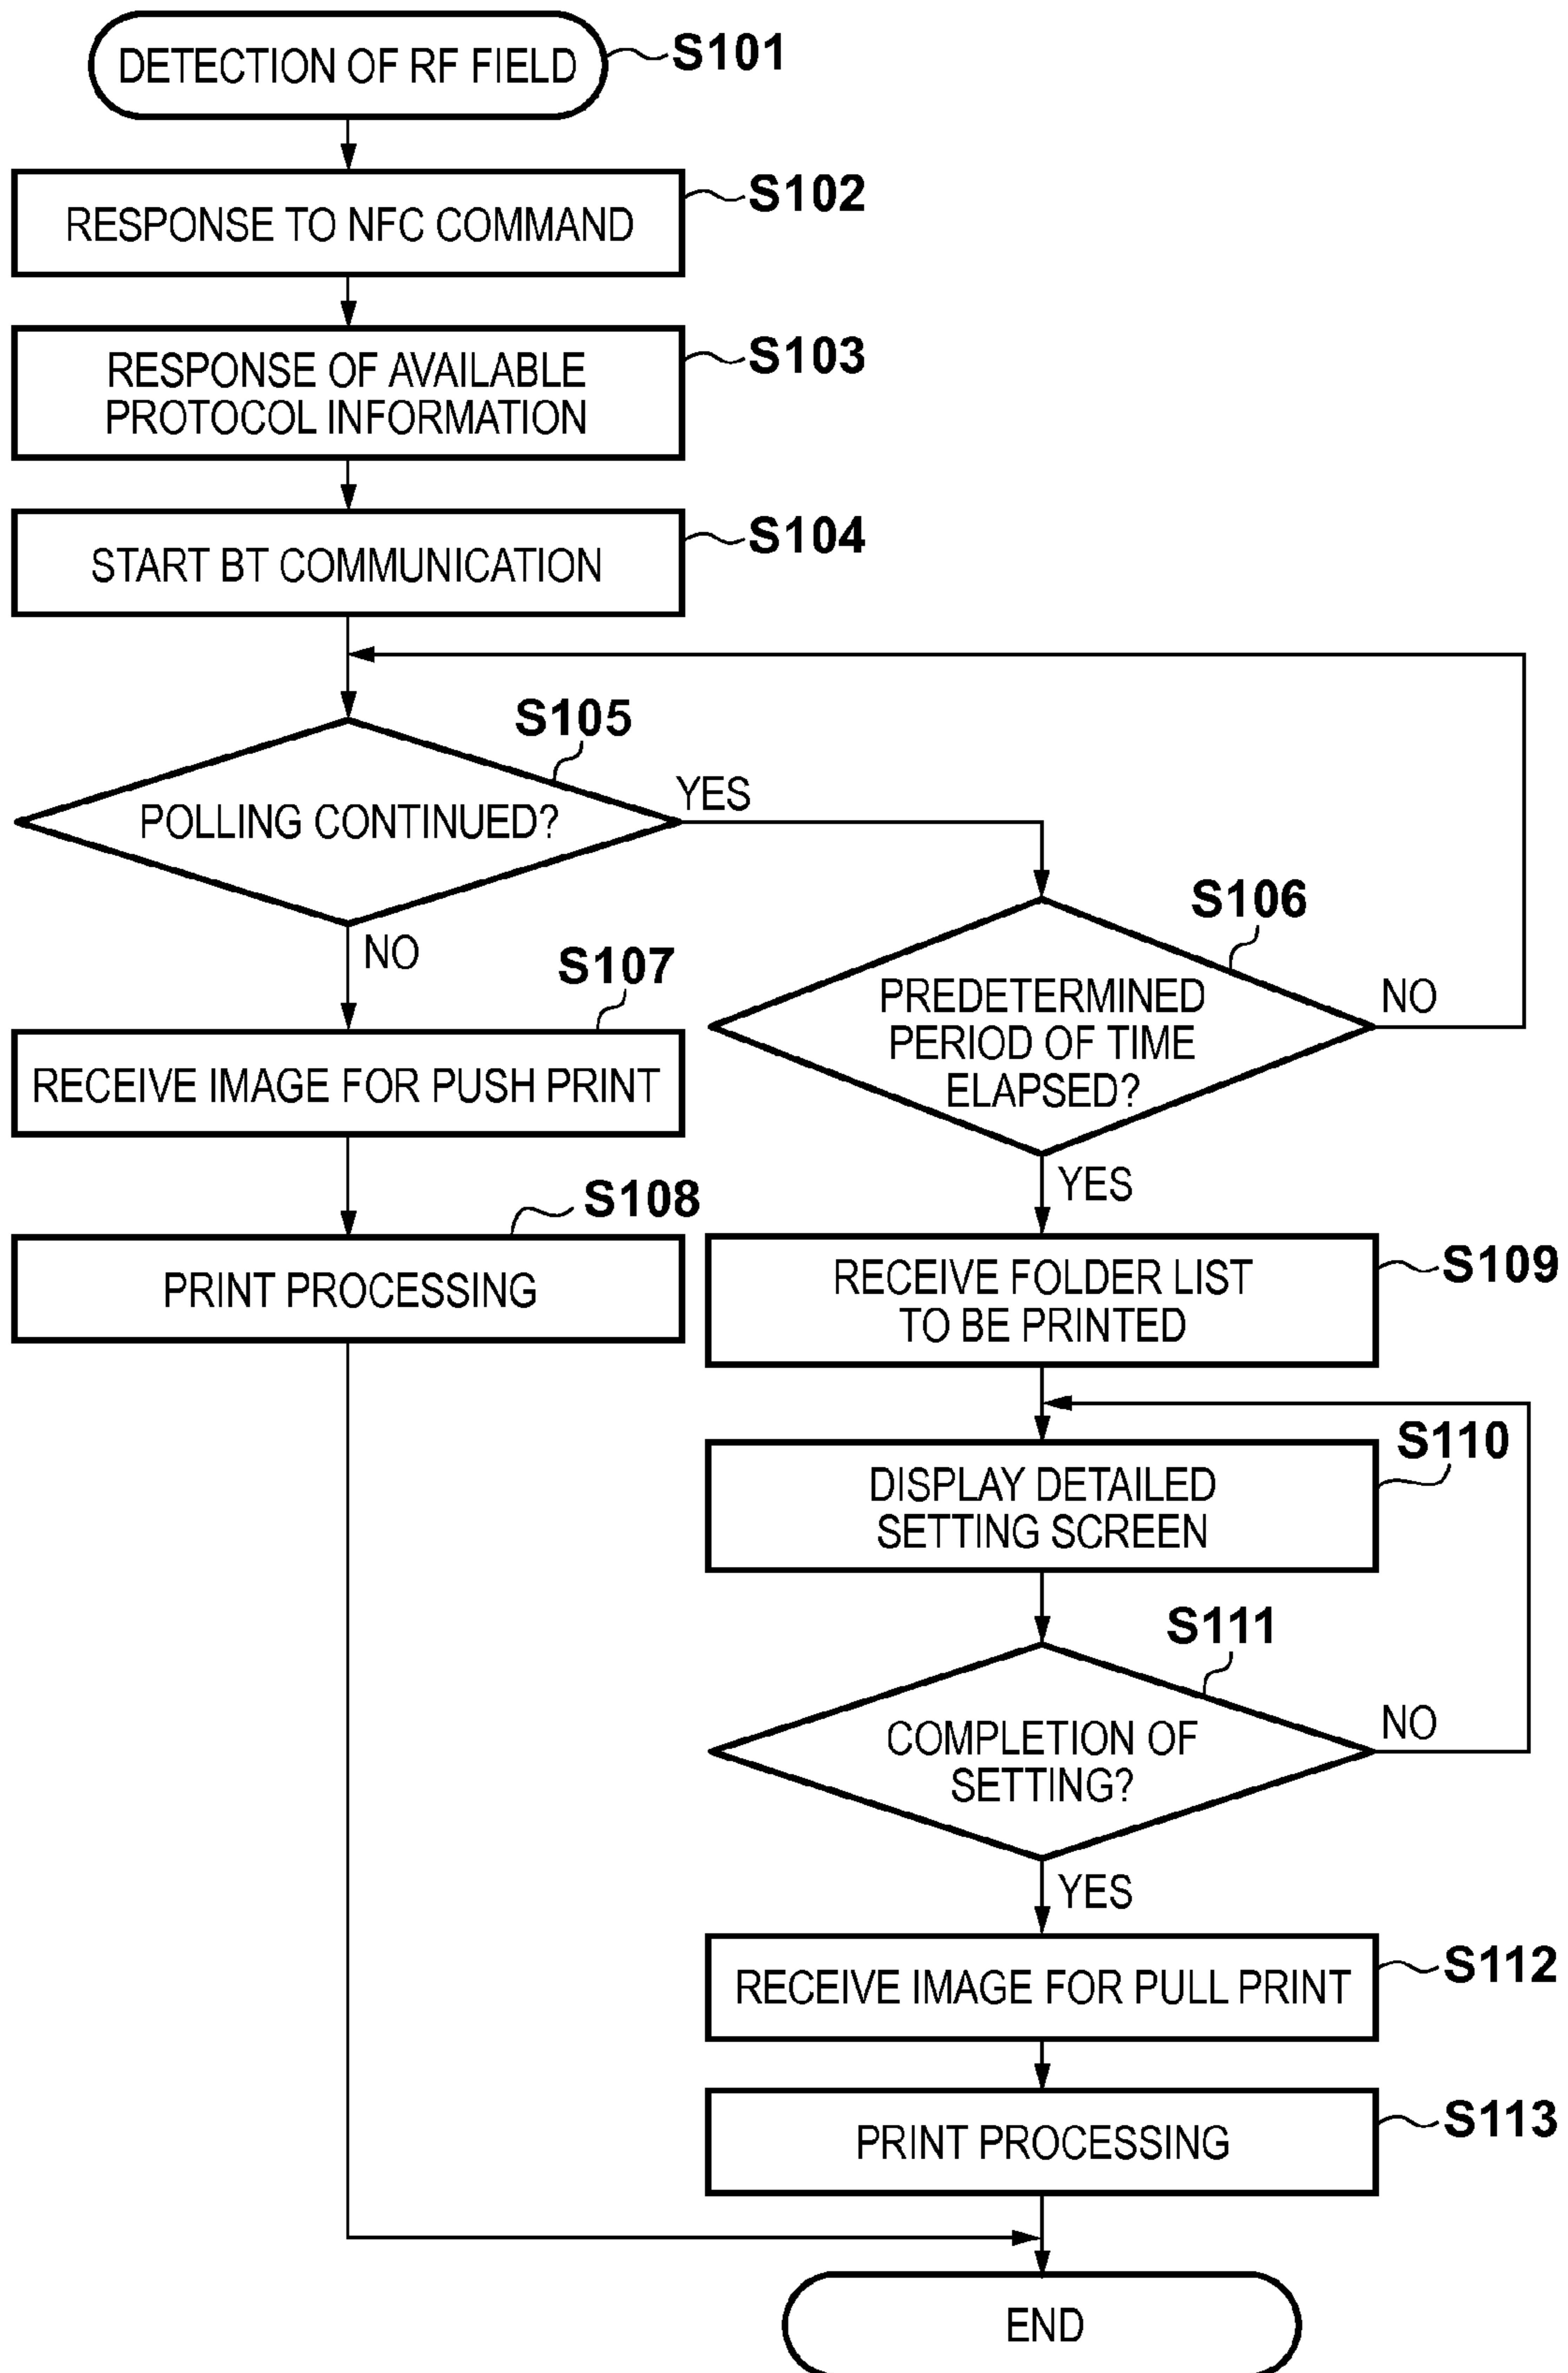 DETECTION OF RF FIELD
S101
RESPONSE TO NFC COMMAND
S102
RESPONSE OF AVAILABLE
PROTOCOL INFORMATION
S103
START BT COMMUNICATION
S104
S105
POLLING CONTINUED?
YES
NO
S106
PREDETERMINED
PERIOD OF TIME
ELAPSED?
NO
YES
S107
RECEIVE IMAGE FOR PUSH PRINT
S108
PRINT PROCESSING
RECEIVE FOLDER LIST
TO BE PRINTED
S109
DISPLAY DETAILED
SETTING SCREEN
S110
S111
COMPLETION OF
SETTING?
NO
YES
RECEIVE IMAGE FOR PULL PRINT
S112
PRINT PROCESSING
S113
END